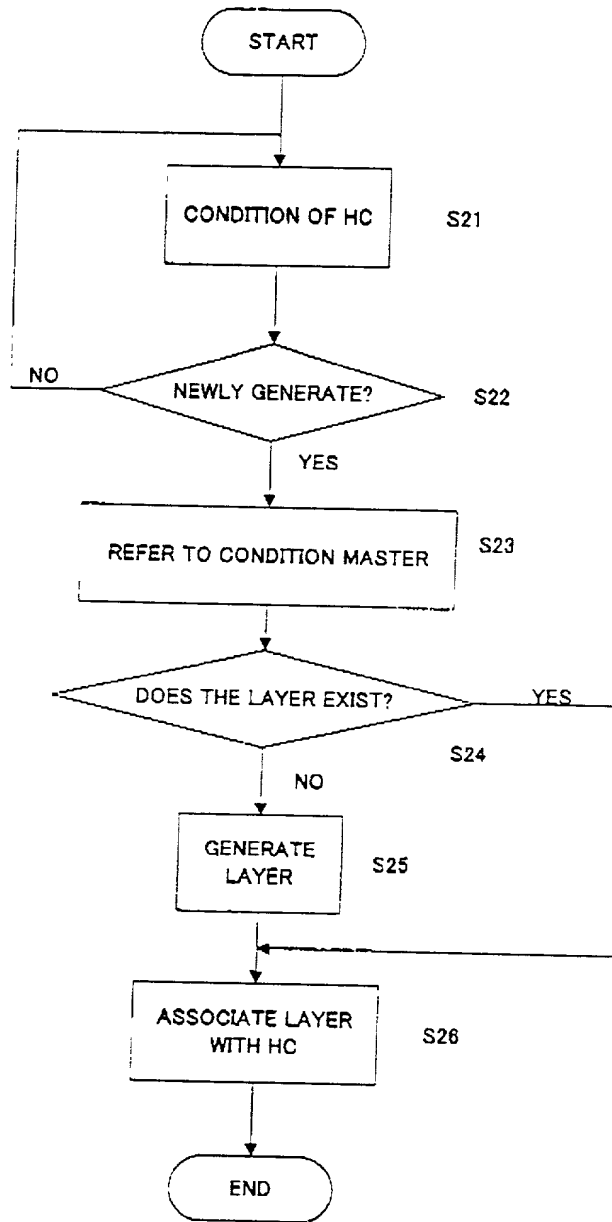 START
CONDITION OF HC
S21
NEWLY GENERATE?
S22
NO
YES
REFER TO CONDITION MASTER
S23
DOES THE LAYER EXIST?
YES
S24
NO
GENERATE
LAYER
S25
ASSOCIATE LAYER
WITH HC
S26
END